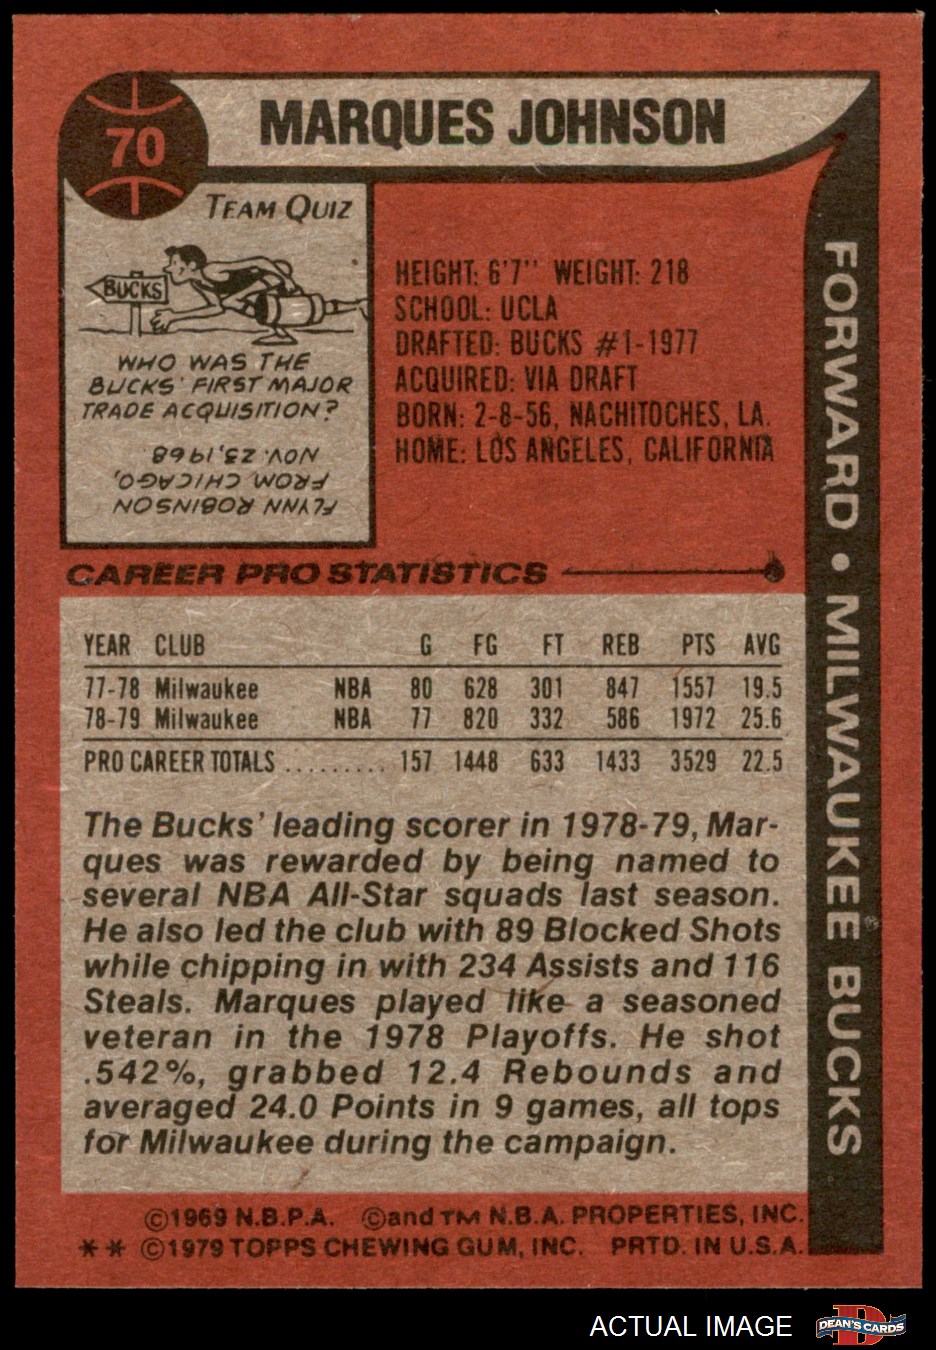 70
MARQUES JOHNSON
TEAM QUIZ
BUCKS
WHO WAS THE
BUCKS' FIRST MAJOR
TRADE ACQUISITION?
FLYNN ROBINSON
FROM CHICAGO,
NOV. 23, 1968
HEIGHT: 6'7" WEIGHT: 218
SCHOOL: UCLA
DRAFTED: BUCKS #1-1977
ACQUIRED: VIA DRAFT
BORN: 2-8-56, NACHITOCHES, LA.
HOME: LOS ANGELES, CALIFORNIA
FORWARD • MILWAUKEE BUCKS
CAREER PRO STATISTICS
YEAR CLUB G FG FT REB PTS AVG
77-78 Milwaukee NBA 80 628 301 847 1557 19.5
78-79 Milwaukee NBA 77 820 332 586 1972 25.6
PRO CAREER TOTALS .......... 157 1448 633 1433 3529 22.5
The Bucks' leading scorer in 1978-79, Mar-
ques was rewarded by being named to
several NBA All-Star squads last season.
He also led the club with 89 Blocked Shots
while chipping in with 234 Assists and 116
Steals. Marques played like a seasoned
veteran in the 1978 Playoffs. He shot
.542%, grabbed 12.4 Rebounds and
averaged 24.0 Points in 9 games, all tops
for Milwaukee during the campaign.
©1969 N.B.P.A. ©and TM N.B.A. PROPERTIES, INC.
** ©1979 TOPPS CHEWING GUM, INC. PRTD. IN U.S.A.
ACTUAL IMAGE
DEAN'S CARDS